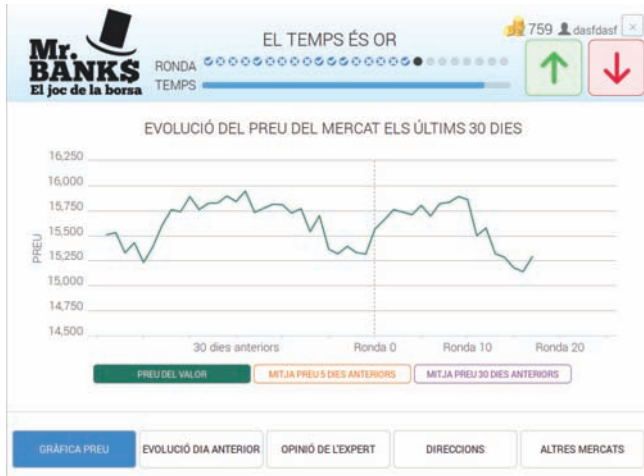 Mr.
BANK$
El joc de la borsa
EL TEMPS ÉS OR
759 dasfdasf
RONDA
TEMPS
EVOLUCIÓ DEL PREU DEL MERCAT ELS ÚLTIMS 30 DIES
16,250
16,000
15,750
15,500
15,250
15,000
14,750
14,500
PREU
30 dies anteriors Ronda 0 Ronda 10 Ronda 20
PREU DEL VALOR MITJA PREU 5 DIES ANTERIORS MITJA PREU 30 DIES ANTERIORS
GRÀFICA PREU EVOLUCIÓ DIA ANTERIOR OPINIÓ DE L'EXPERT DIRECCIONS ALTRES MERCATS